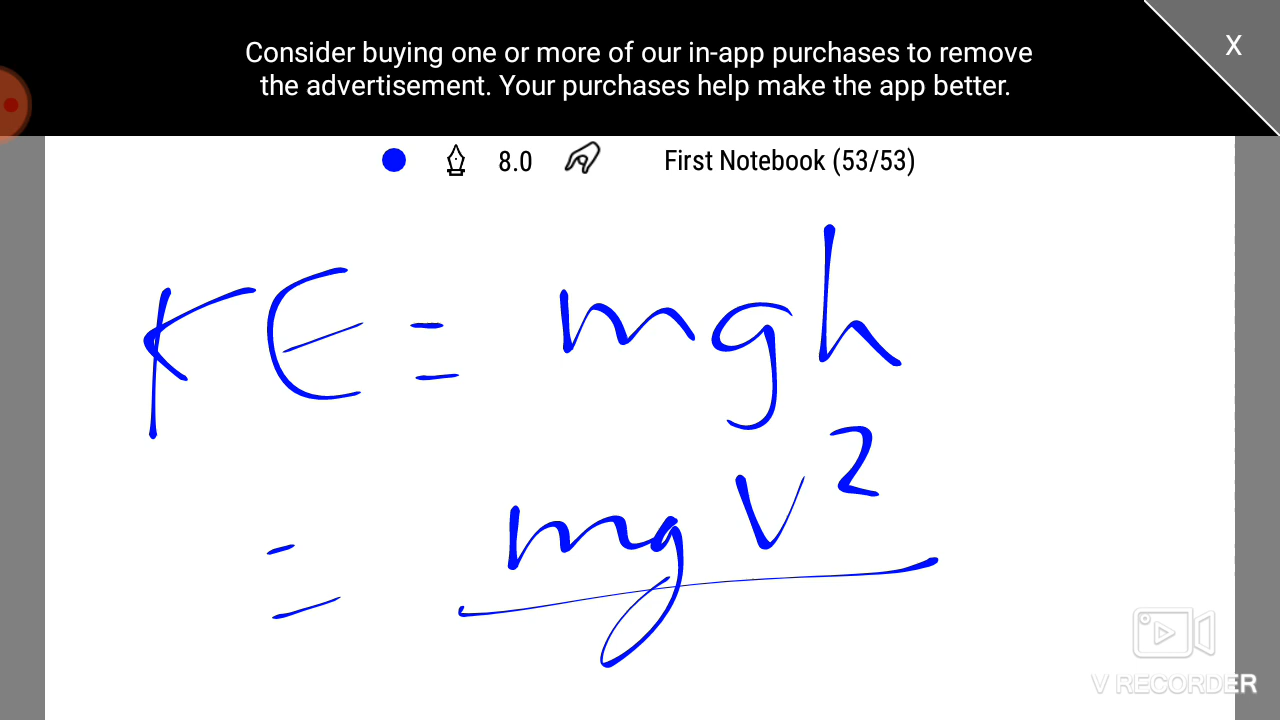 Consider buying one or more of our in-app purchases to remove
the advertisement. Your purchases help make the app better.
X
8.0 First Notebook (53/53)
KE = mgh
= mgv²
V RECORDER